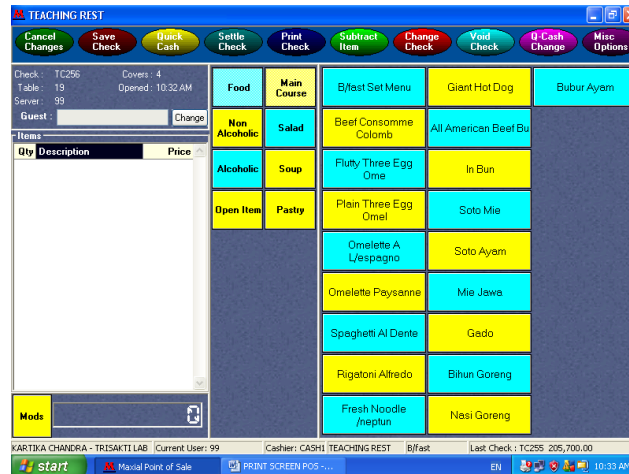 TEACHING REST
Cancel Changes
Save Check
Quick Cash
Settle Check
Print Check
Subtract Item
Change Check
Void Check
Q-Cash Change
Misc Options
Check : TC256 Covers : 4
Table : 19 Opened : 10:32 AM
Server : 99
Guest : Change
Items
Qty Description Price
Mods 0
Food
Main Course
Non Alcoholic
Salad
Alcoholic
Soup
Open Item
Pastry
B/fast Set Menu
Giant Hot Dog
Bubur Ayam
Beef Consomme Colomb
All American Beef Bu
Flutty Three Egg Ome
In Bun
Plain Three Egg Omel
Soto Mie
Omelette A L/espagno
Soto Ayam
Omelette Paysanne
Mie Jawa
Spaghetti Al Dente
Gado
Rigatoni Alfredo
Bihun Goreng
Fresh Noodle /neptun
Nasi Goreng
KARTIKA CHANDRA - TRISAKTI LAB Current User: 99 Cashier: CASH1 TEACHING REST B/fast Last Check : TC255 205,700.00
start Maxial Point of Sale PRINT SCREEN POS -... EN 10:33 AM